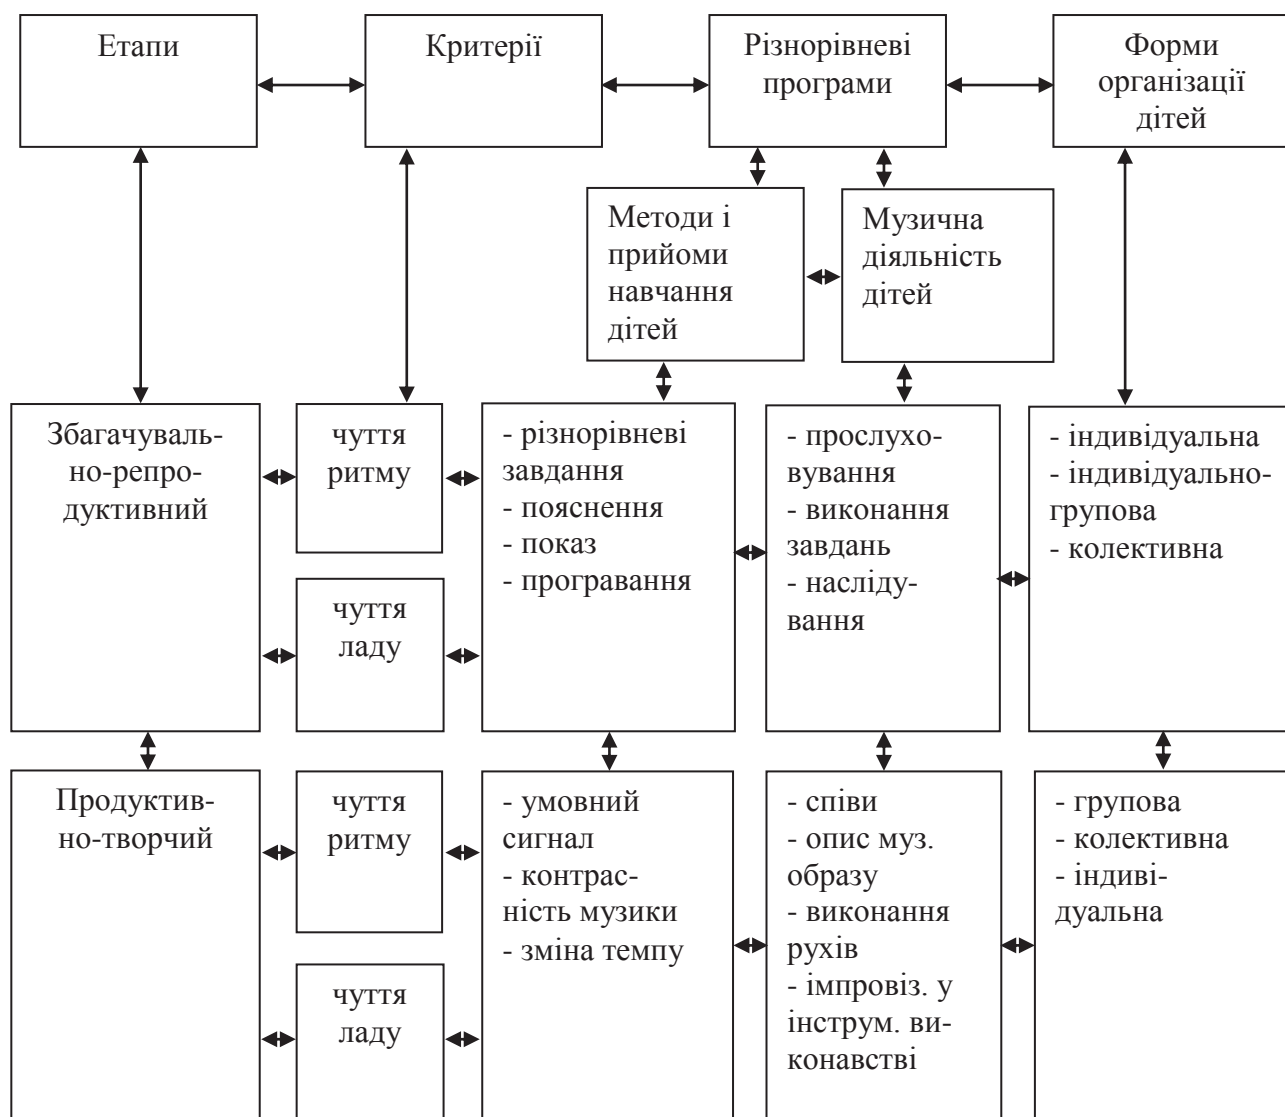 Етапи
Критерії
Різнорівневі
програми
Форми
організації
дітей
Методи і
прийоми
навчання
дітей
Музична
діяльність
дітей
Збагачуваль-
но-репро-
дуктивний
чуття
ритму
чуття
ладу
- різнорівневі
завдання
- пояснення
- показ
- програвання
- прослухо-
вування
- виконання
завдань
- насліду-
вання
- індивідуальна
- індивідуально-
групова
- колективна
Продуктив-
но-творчий
чуття
ритму
чуття
ладу
- умовний
сигнал
- контрас-
ність музики
- зміна темпу
- співи
- опис муз.
образу
- виконання
рухів
- імпровіз. у
інструм. ви-
конавстві
- групова
- колективна
- індиві-
дуальна